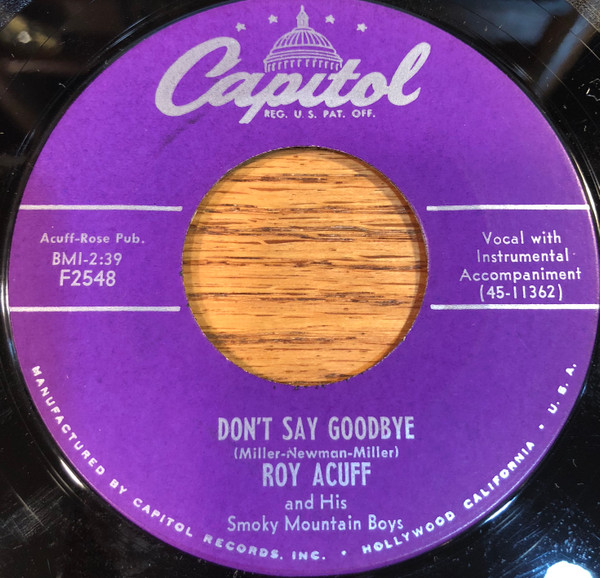 Capitol
REG. U. S. PAT. OFF.
Acuff-Rose Pub.
BMI-2:39
F2548
Vocal with
Instrumental
Accompaniment
(45-11362)
DON'T SAY GOODBYE
(Miller-Newman-Miller)
ROY ACUFF
and His
Smoky Mountain Boys
MANUFACTURED BY CAPITOL RECORDS, INC. • HOLLYWOOD CALIFORNIA • U. S. A.